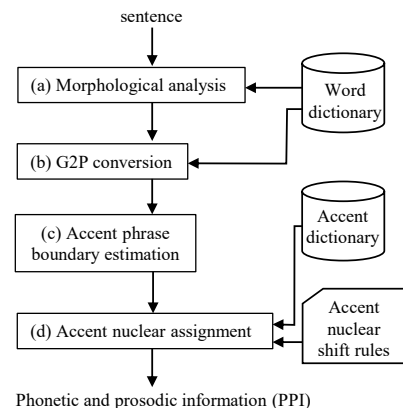 sentence
(a) Morphological analysis
Word
dictionary
(b) G2P conversion
(c) Accent phrase
boundary estimation
Accent
dictionary
(d) Accent nuclear assignment
Accent
nuclear
shift rules
Phonetic and prosodic information (PPI)